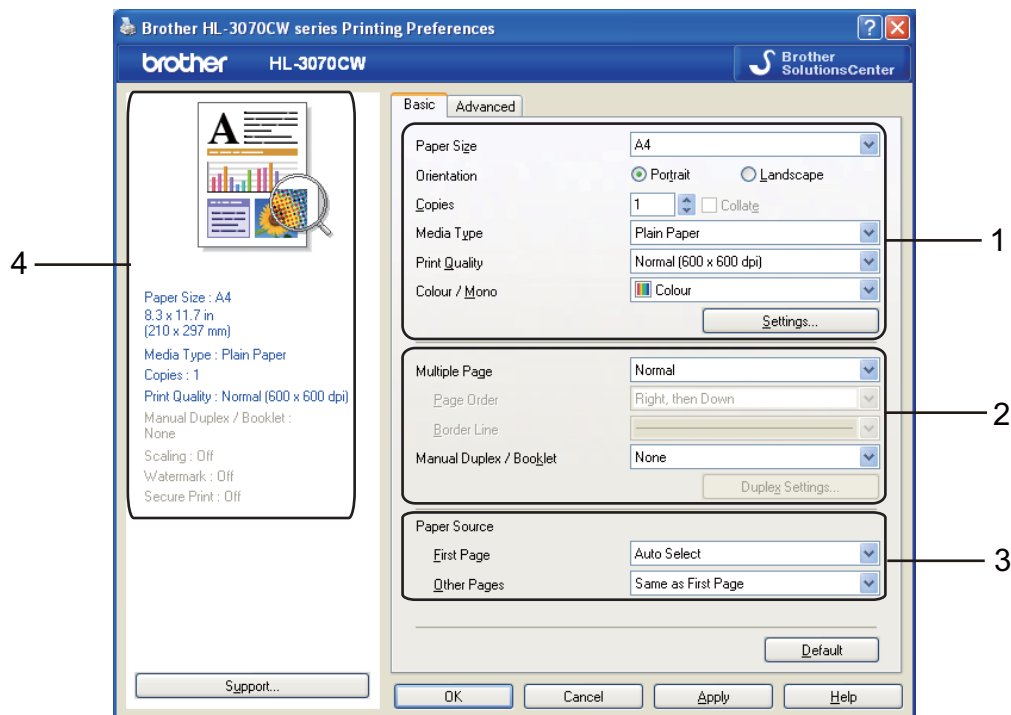 Brother HL-3070CW series Printing Preferences
brother HL-3070CW
Brother
SolutionsCenter
A
Paper Size : A4
8.3 x 11.7 in
(210 x 297 mm)
Media Type : Plain Paper
Copies : 1
Print Quality : Normal (600 x 600 dpi)
Manual Duplex / Booklet :
None
Scaling : Off
Watermark : Off
Secure Print : Off
Support...
4
Basic Advanced
Paper Size A4
Orientation Portrait Landscape
Copies 1 Collate
Media Type Plain Paper
Print Quality Normal (600 x 600 dpi)
Colour / Mono Colour
Settings...
1
Multiple Page Normal
Page Order Right, then Down
Border Line
Manual Duplex / Booklet None
Duplex Settings...
2
Paper Source
First Page Auto Select
Other Pages Same as First Page
3
Default
OK Cancel Apply Help